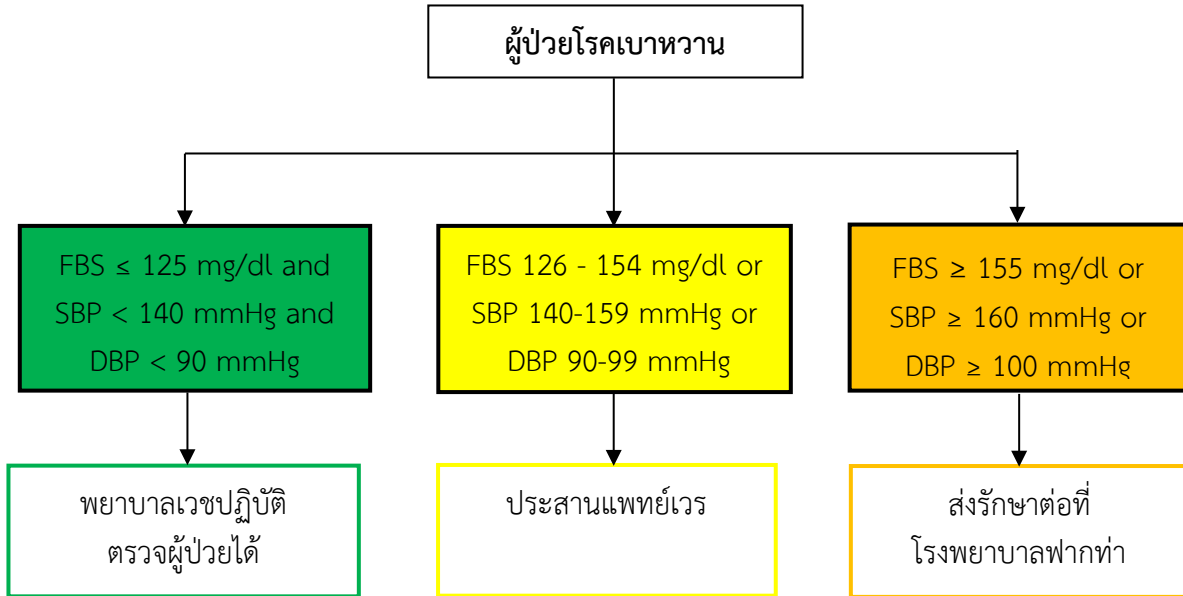 ผู้ป่วยโรคเบาหวาน
FBS ≤ 125 mg/dl and
SBP < 140 mmHg and
DBP < 90 mmHg
FBS 126 - 154 mg/dl or
SBP 140-159 mmHg or
DBP 90-99 mmHg
FBS ≥ 155 mg/dl or
SBP ≥ 160 mmHg or
DBP ≥ 100 mmHg
พยาบาลเวชปฏิบัติ
ตรวจผู้ป่วยได้
ประสานแพทย์เวร
ส่งรักษาต่อที่
โรงพยาบาลฟากท่า